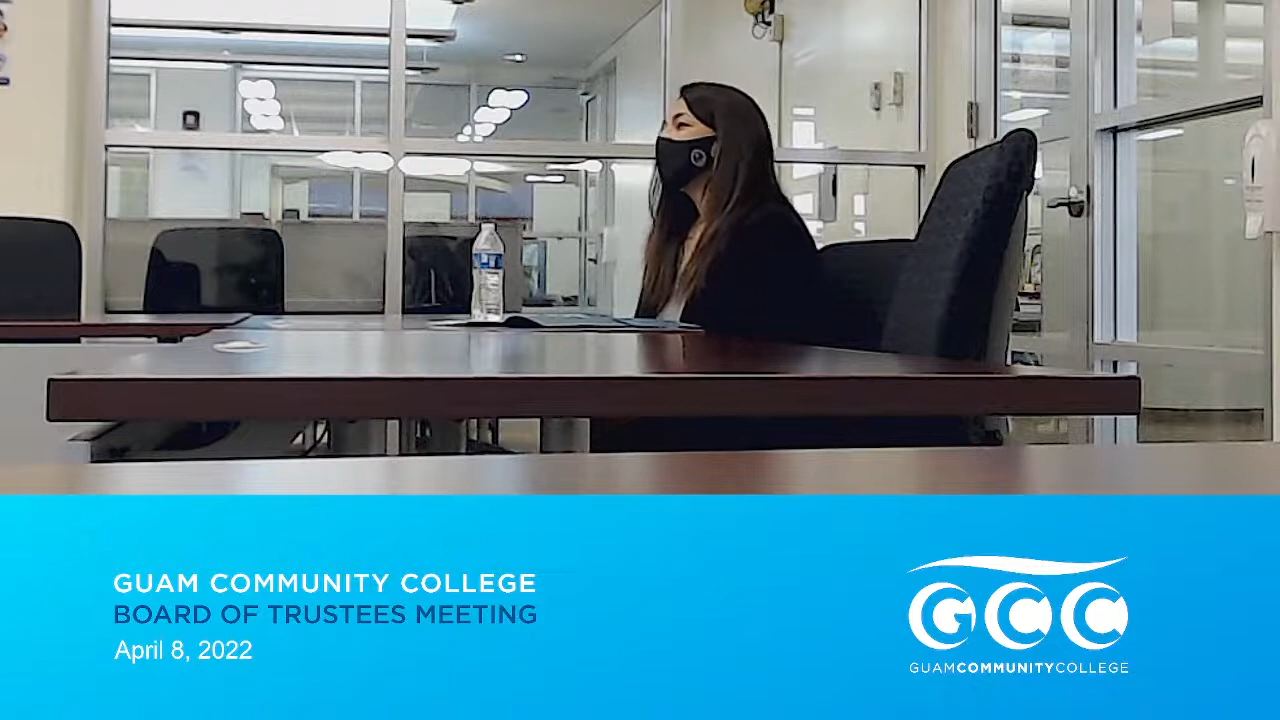 GUAM COMMUNITY COLLEGE
BOARD OF TRUSTEES MEETING
April 8, 2022
GCC
GUAMCOMMUNITYCOLLEGE